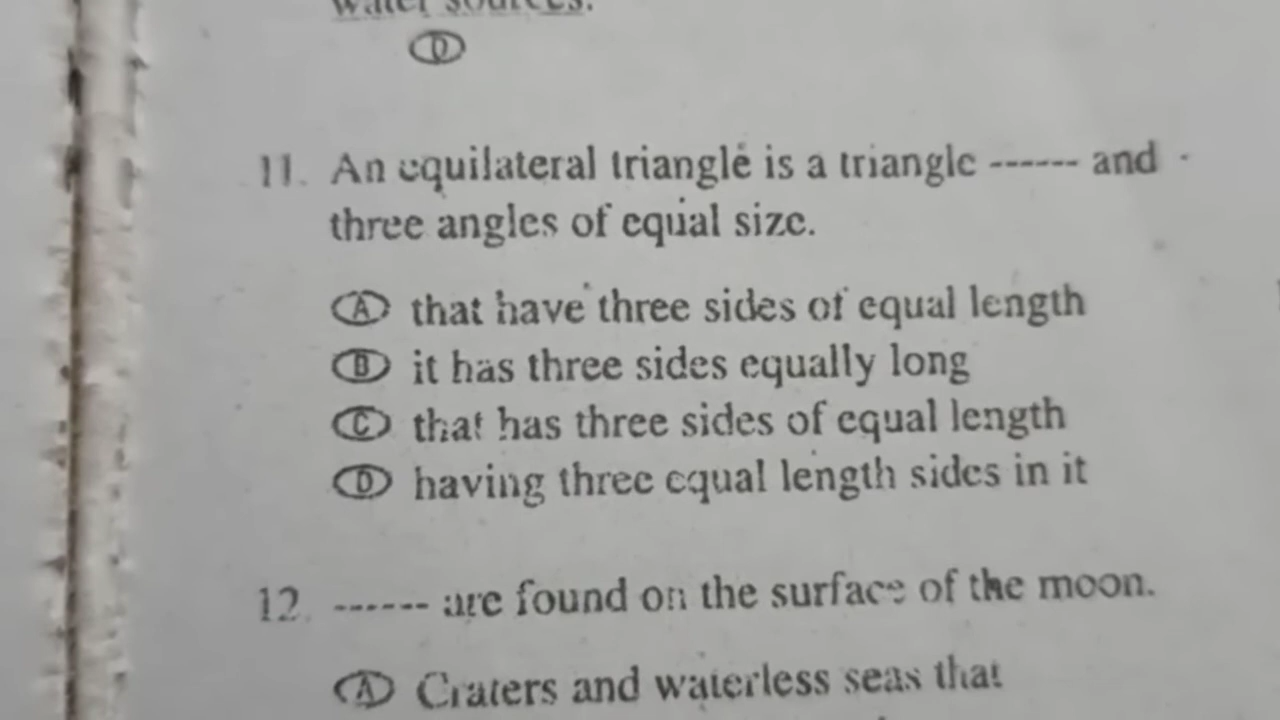 water sources.
D
11. An equilateral triangle is a triangle ------ and
three angles of equal size.
A that have three sides of equal length
B it has three sides equally long
C that has three sides of equal length
D having three equal length sides in it
12. ------ are found on the surface of the moon.
A Craters and waterless seas that